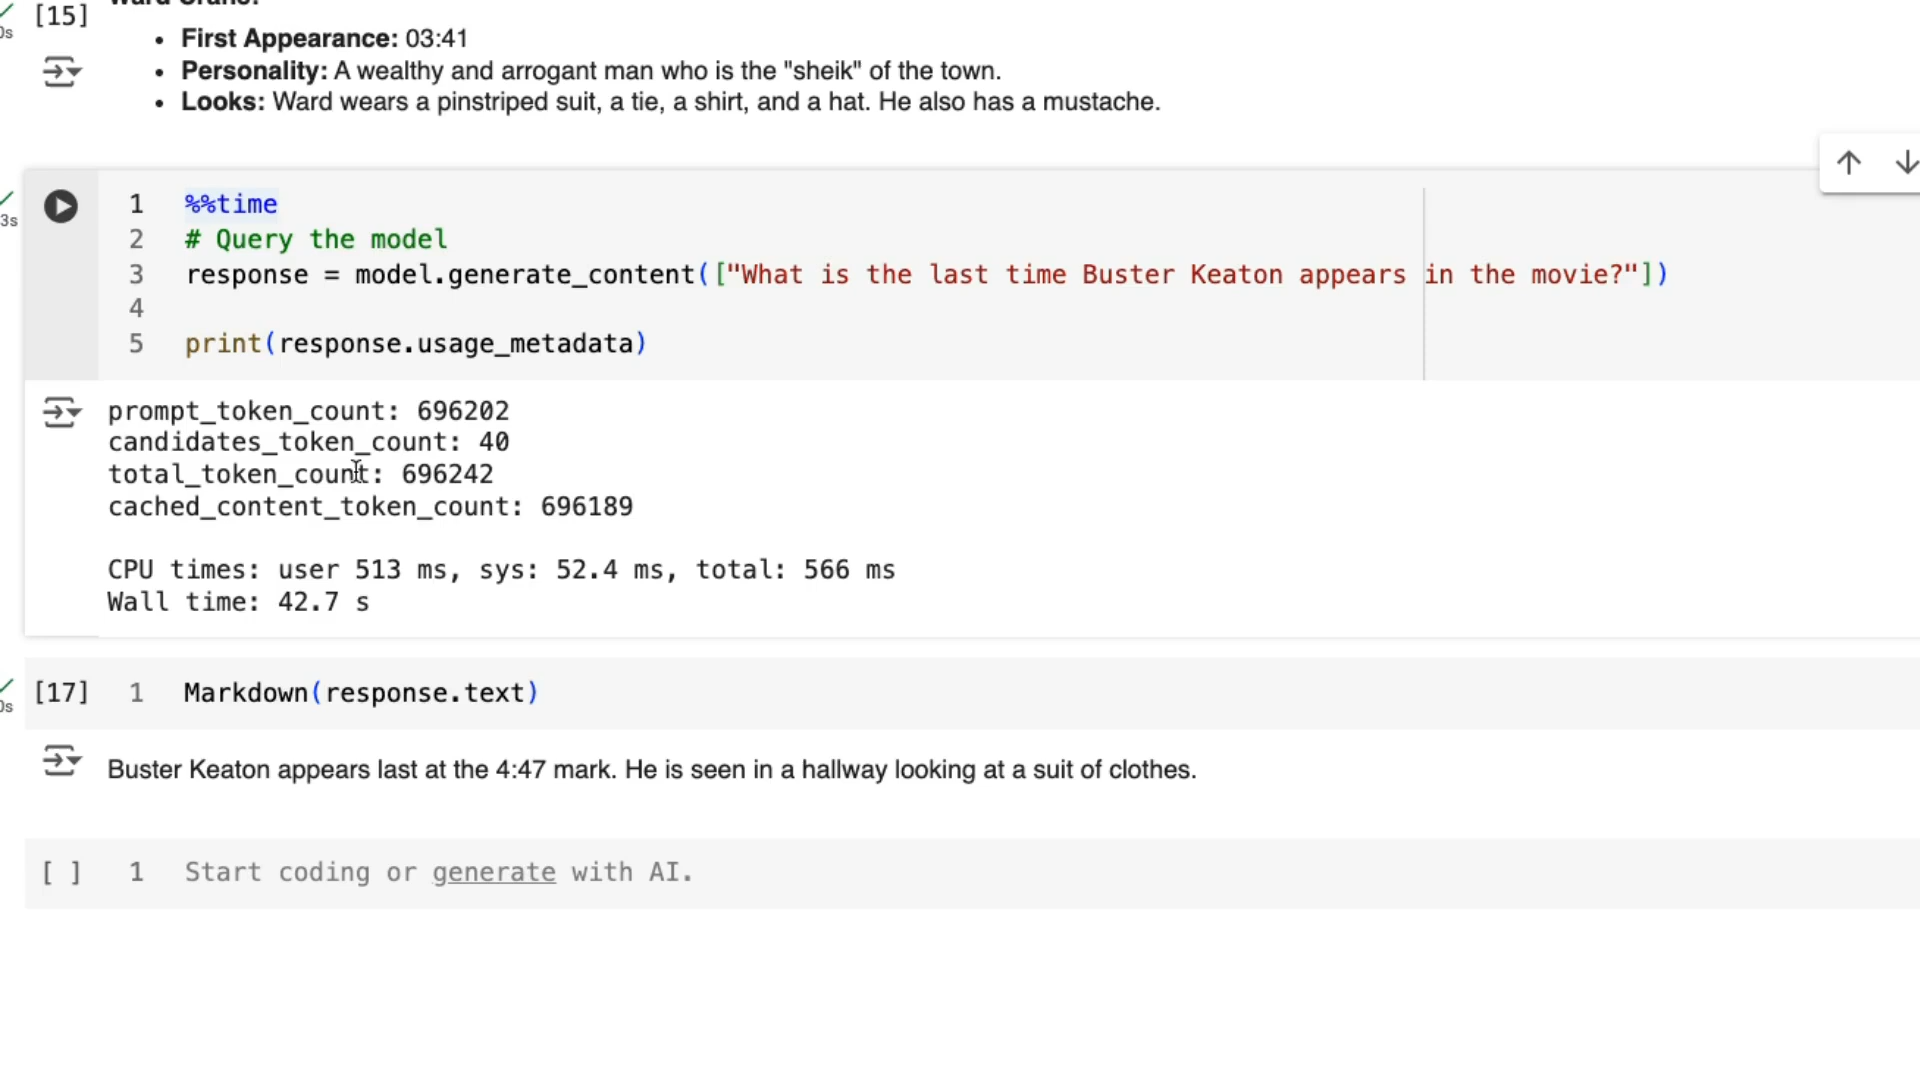 [15]
• First Appearance: 03:41
• Personality: A wealthy and arrogant man who is the "sheik" of the town.
• Looks: Ward wears a pinstriped suit, a tie, a shirt, and a hat. He also has a mustache.
3s
1 %%time
2 # Query the model
3 response = model.generate_content(["What is the last time Buster Keaton appears in the movie?"])
4
5 print(response.usage_metadata)
prompt_token_count: 696202
candidates_token_count: 40
total_token_count: 696242
cached_content_token_count: 696189
CPU times: user 513 ms, sys: 52.4 ms, total: 566 ms
Wall time: 42.7 s
[17] 1 Markdown(response.text)
0s
Buster Keaton appears last at the 4:47 mark. He is seen in a hallway looking at a suit of clothes.
[ ] 1 Start coding or generate with AI.